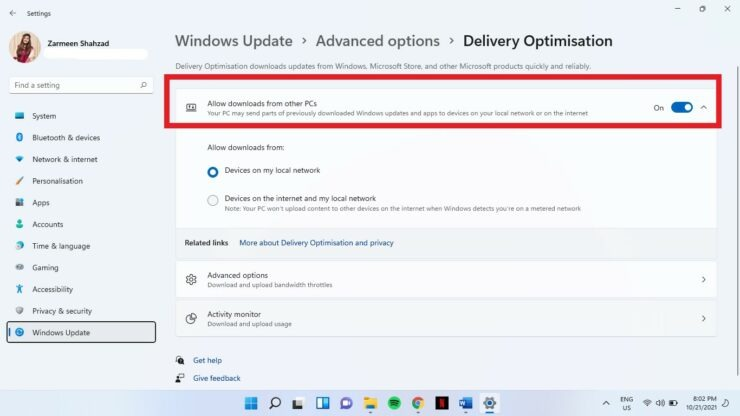 Settings
Zarmeen Shahzad
Find a setting
System
Bluetooth & devices
Network & internet
Personalisation
Apps
Accounts
Time & language
Gaming
Accessibility
Privacy & security
Windows Update
Windows Update > Advanced options > Delivery Optimisation
Delivery Optimisation downloads updates from Windows, Microsoft Store, and other Microsoft products quickly and reliably.
Allow downloads from other PCs
On
Your PC may send parts of previously downloaded Windows updates and apps to devices on your local network or on the internet
Allow downloads from:
Devices on my local network
Devices on the internet and my local network
Note: Your PC won't upload content to other devices on the internet when Windows detects you're on a metered network
Related links More about Delivery Optimisation and privacy
Advanced options
Download and upload bandwidth throttles
Activity monitor
Download and upload usage
Get help
Give feedback
ENG
US
8:02 PM
10/21/2021